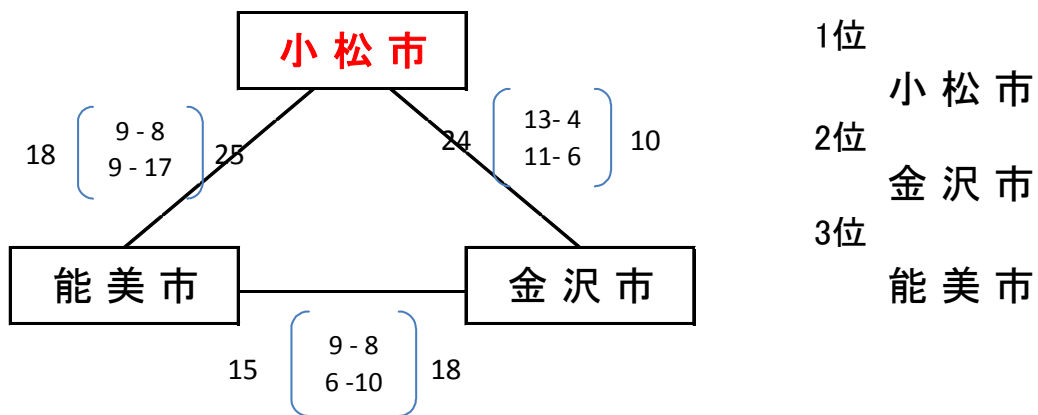 小 松 市
18
9 - 8
9 - 17
25
24
13- 4
11- 6
10
能 美 市
金 沢 市
15
9 - 8
6 -10
18
1位
小 松 市
2位
金 沢 市
3位
能 美 市